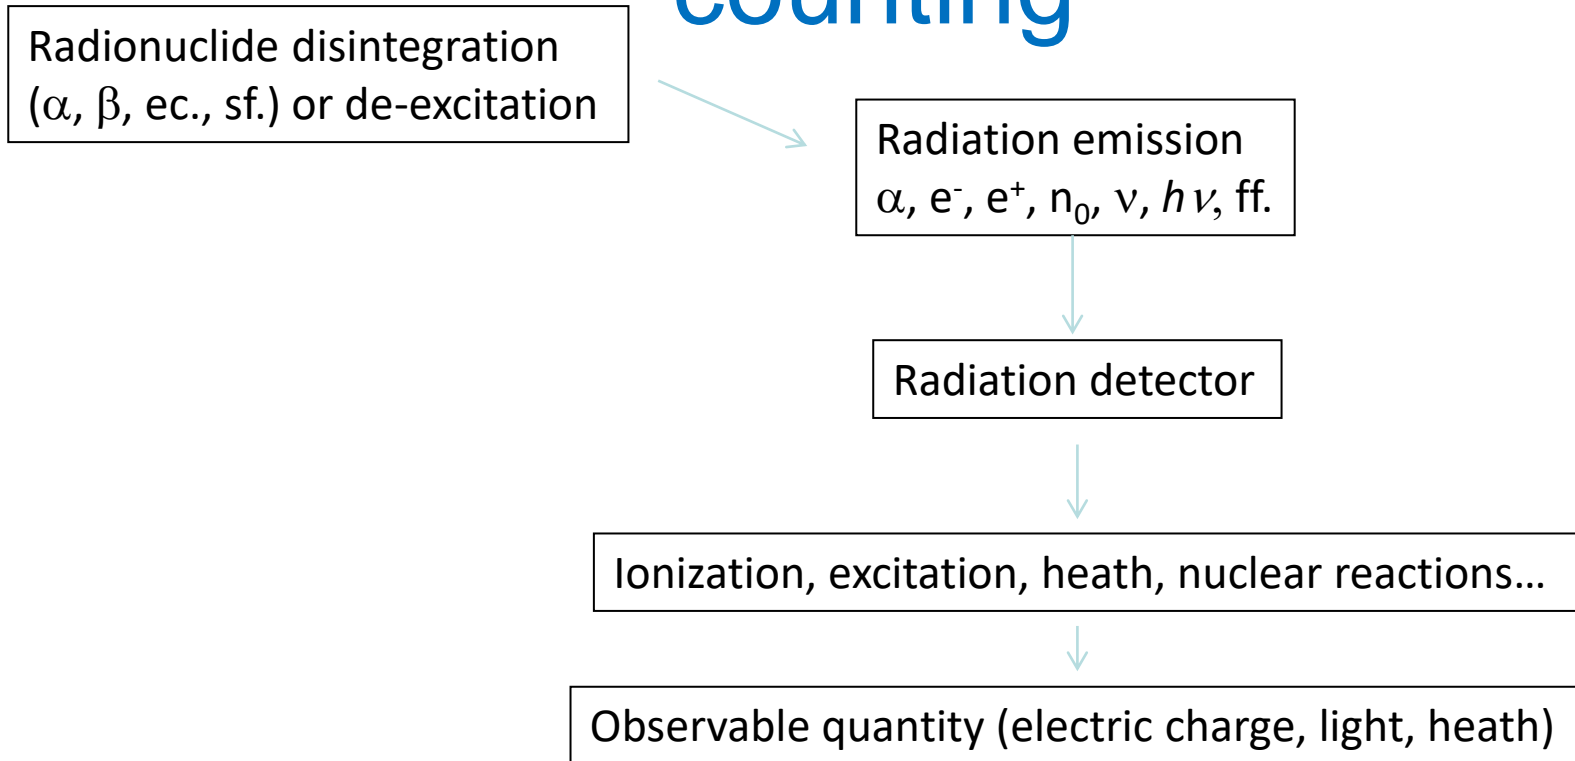 counting
Radionuclide disintegration
(α, β, ec., sf.) or de-excitation
Radiation emission
α, e⁻, e⁺, n₀, ν, hν, ff.
Radiation detector
Ionization, excitation, heath, nuclear reactions…
Observable quantity (electric charge, light, heath)